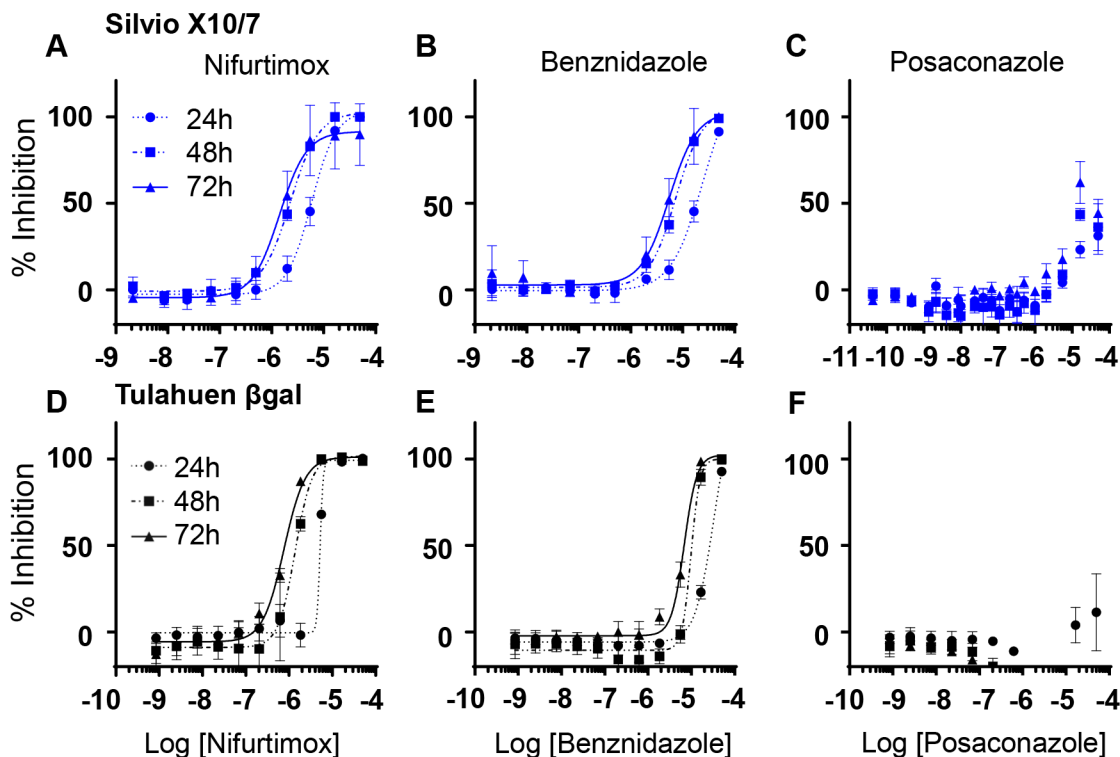 Silvio X10/7
A
B
C
Nifurtimox
Benznidazole
Posaconazole
% Inhibition
100
50
0
24h
48h
72h
-9 -8 -7 -6 -5 -4
100
50
0
-9 -8 -7 -6 -5 -4
100
50
0
-11 -10 -9 -8 -7 -6 -5 -4
Tulahuen βgal
D
E
F
% Inhibition
100
50
0
24h
48h
72h
-10 -9 -8 -7 -6 -5 -4
Log [Nifurtimox]
100
50
0
-10 -9 -8 -7 -6 -5 -4
Log [Benznidazole]
100
50
0
-10 -9 -8 -7 -6 -5 -4
Log [Posaconazole]